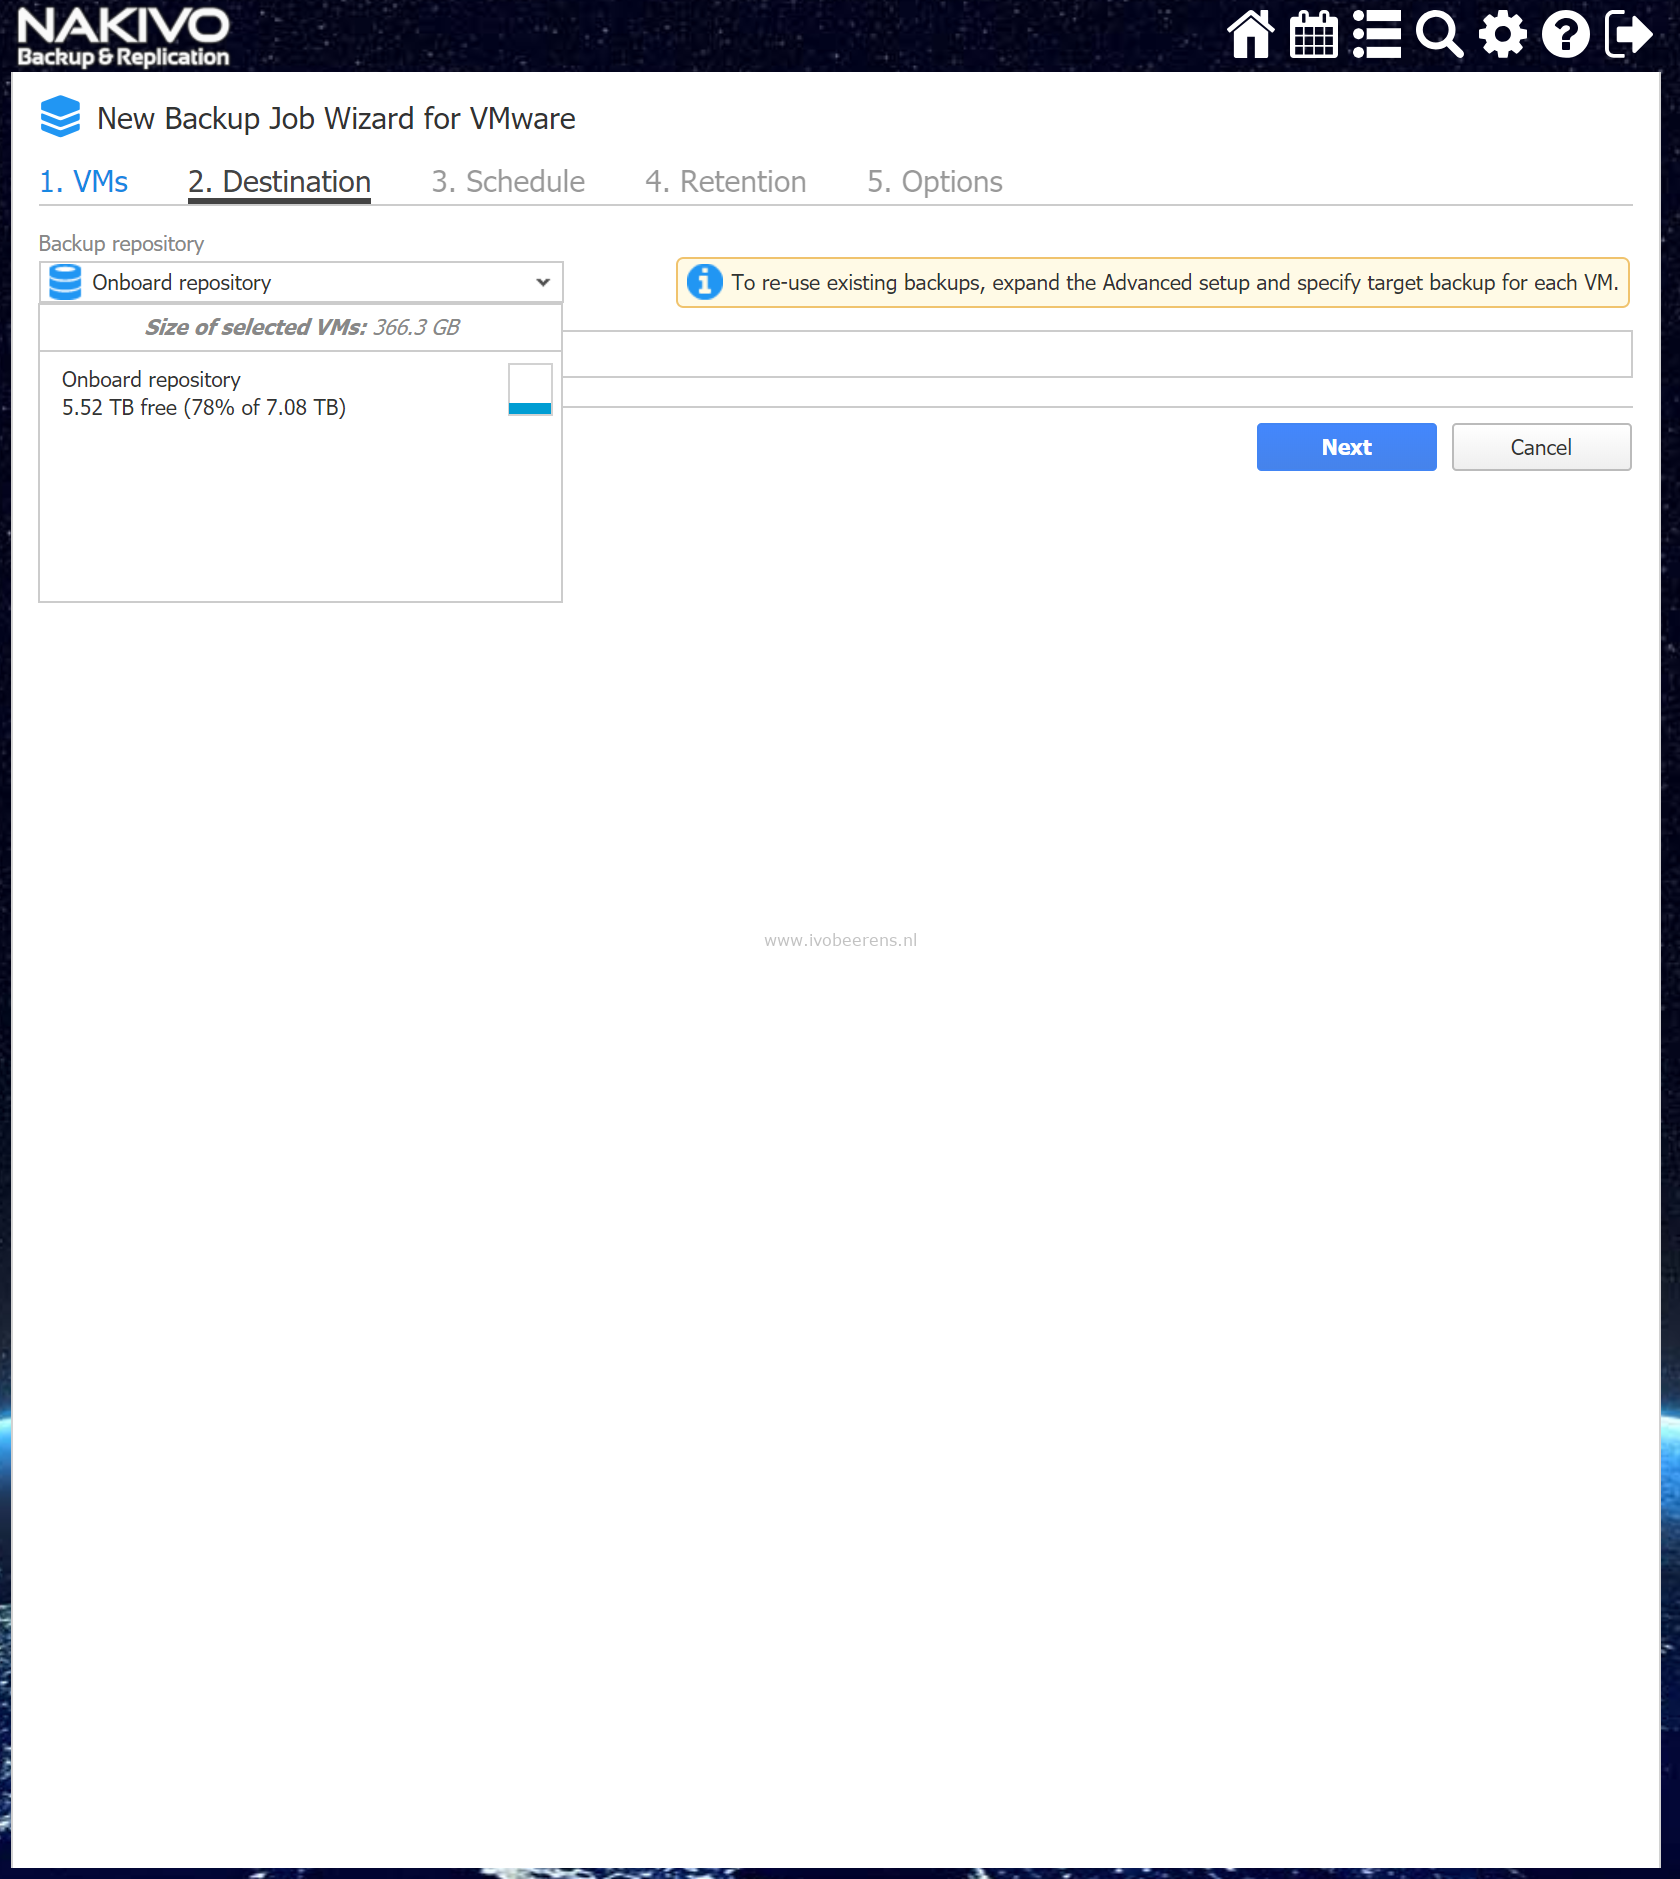 NAKIVO
Backup & Replication
New Backup Job Wizard for VMware
1. VMs 2. Destination 3. Schedule 4. Retention 5. Options
Backup repository
Onboard repository
To re-use existing backups, expand the Advanced setup and specify target backup for each VM.
Size of selected VMs: 366.3 GB
Onboard repository
5.52 TB free (78% of 7.08 TB)
Next Cancel
www.ivobeerens.nl